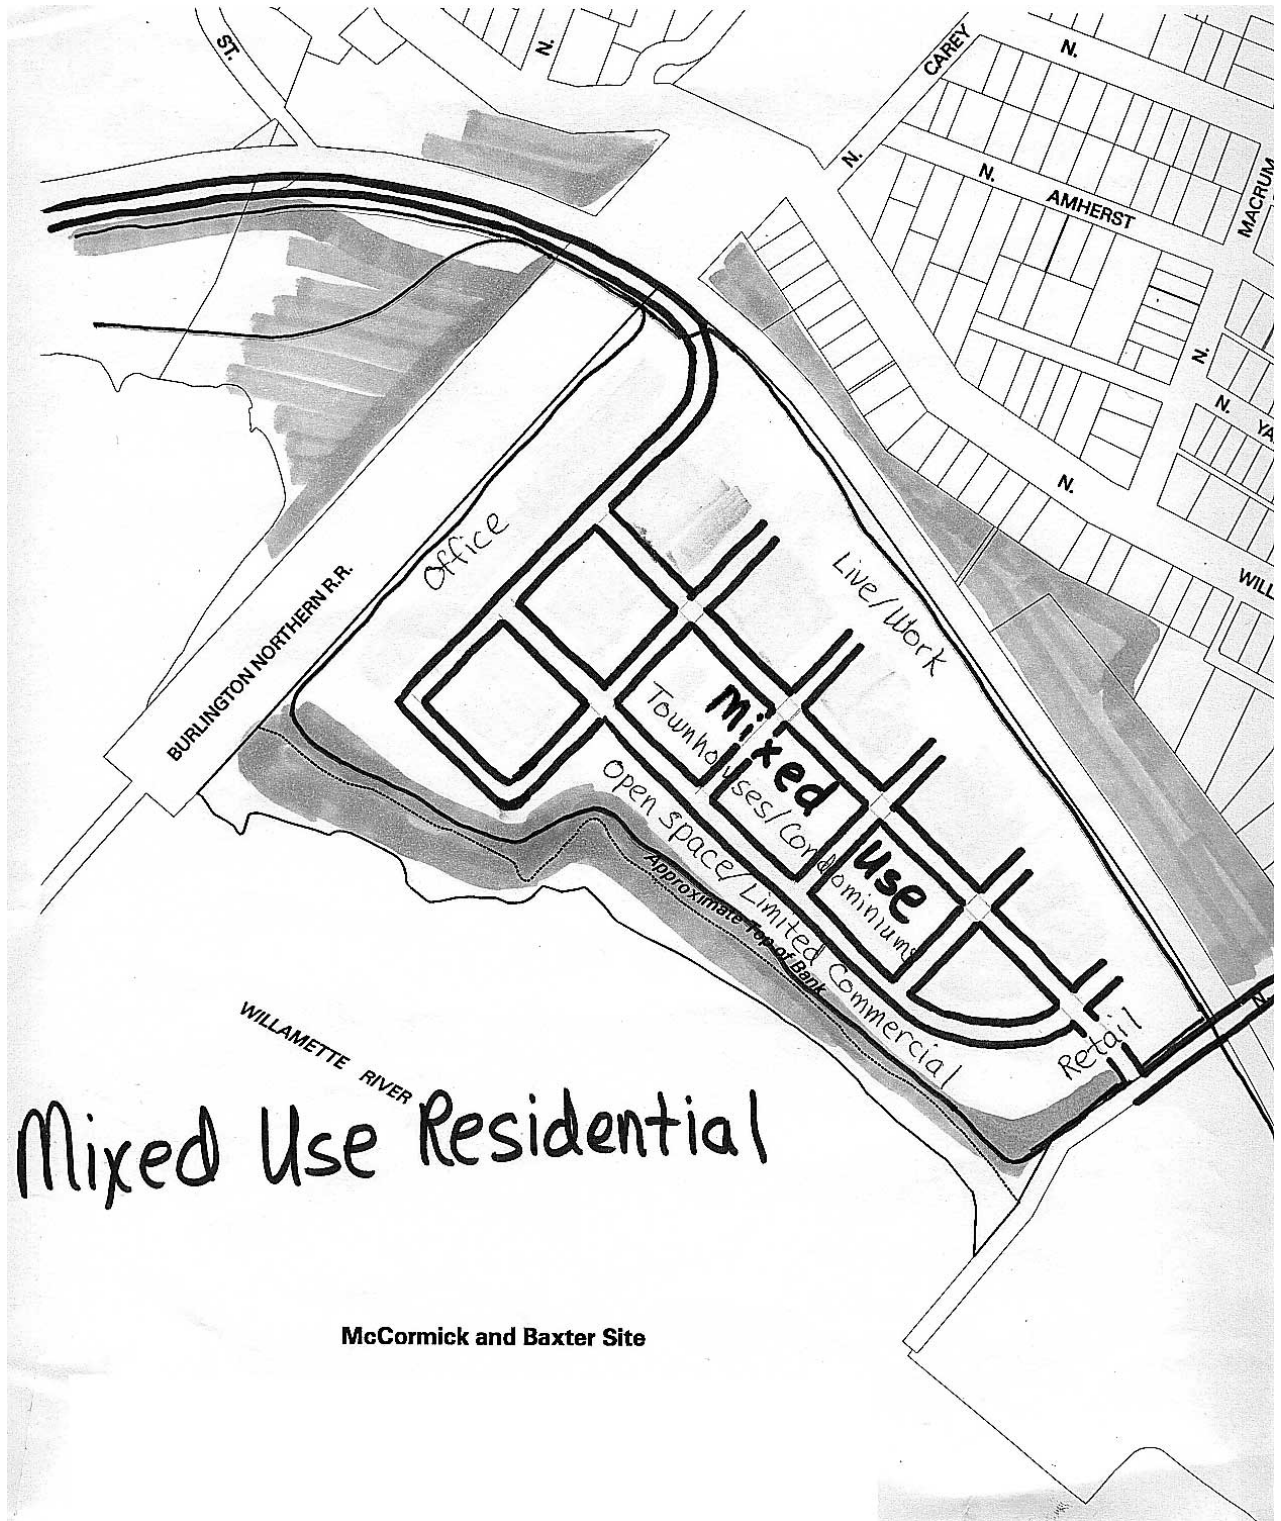 ST.
N.
CAREY
N.
N.
N.
AMHERST
MACRUM
N.
N.
YA
N.
WILL
Office
Live/Work
BURLINGTON NORTHERN R.R.
Mixed Use
Townhouses/Condominiums
Open space/Limited Commercial
Approximate Top of Bank
Retail
N.
WILLAMETTE RIVER
Mixed Use Residential
McCormick and Baxter Site